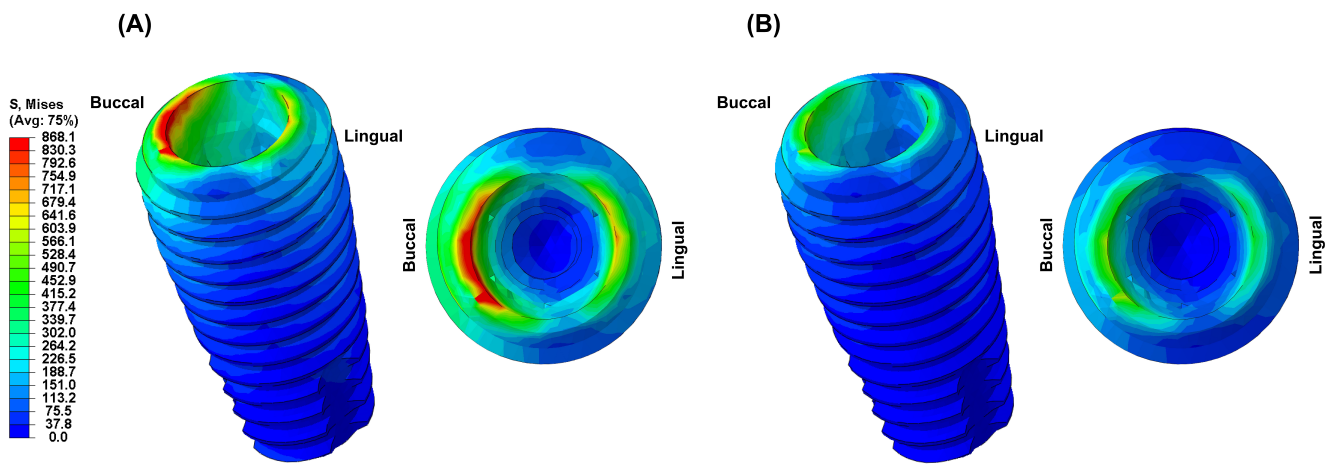 (A)
(B)
S, Mises
(Avg: 75%)
868.1
830.3
792.6
754.9
717.1
679.4
641.6
603.9
566.1
528.4
490.7
452.9
415.2
377.4
339.7
302.0
264.2
226.5
188.7
151.0
113.2
75.5
37.8
0.0
Buccal
Lingual
Buccal
Lingual
Buccal
Lingual
Buccal
Lingual